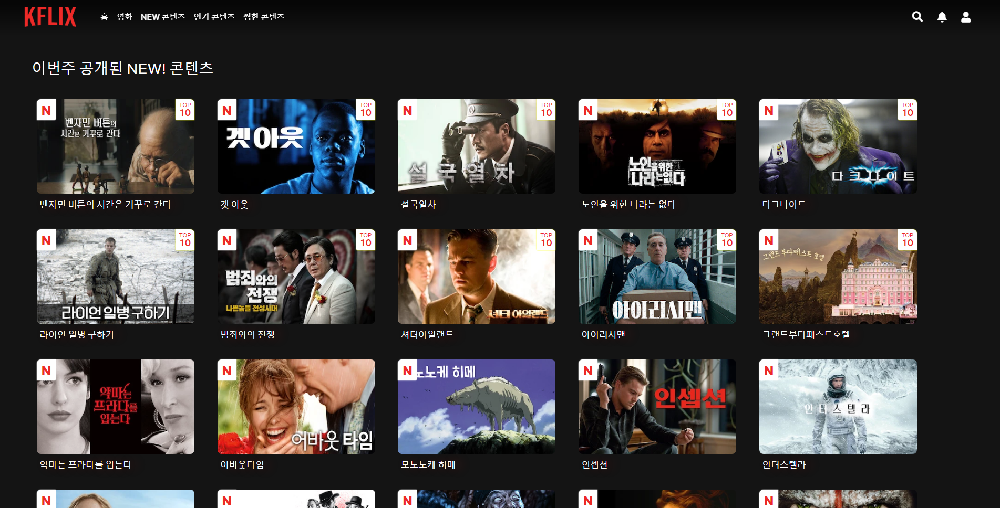 KFLIX 홈 영화 NEW 콘텐츠 인기 콘텐츠 찜한 콘텐츠
이번주 공개된 NEW! 콘텐츠
N 벤자민 버튼의 시간은 거꾸로 간다 TOP 10
N 겟 아웃 TOP 10
N 설국열차 TOP 10
N 노인을위한 나라는없다 TOP 10
N 다크나이트 TOP 10
벤자민 버튼의 시간은 거꾸로 간다
겟 아웃
설국열차
노인을 위한 나라는 없다
다크나이트
N 라이언 일병 구하기 TOP 10
N 범죄와의 전쟁 나쁜놈들 전성시대 TOP 10
N 셔터 아일랜드 TOP 10
N 아이리시맨 TOP 10
N 그랜드 부다페스트 호텔 TOP 10
라이언 일병 구하기
범죄와의 전쟁
셔터아일랜드
아이리시맨
그랜드부다페스트호텔
N 악마는 프라다를 입는다
N 어바웃 타임
N 노노케 히메
N 인셉션
N 인터스텔라
악마는 프라다를 입는다
어바웃타임
모노노케 히메
인셉션
인터스텔라
N
N
N
N
N